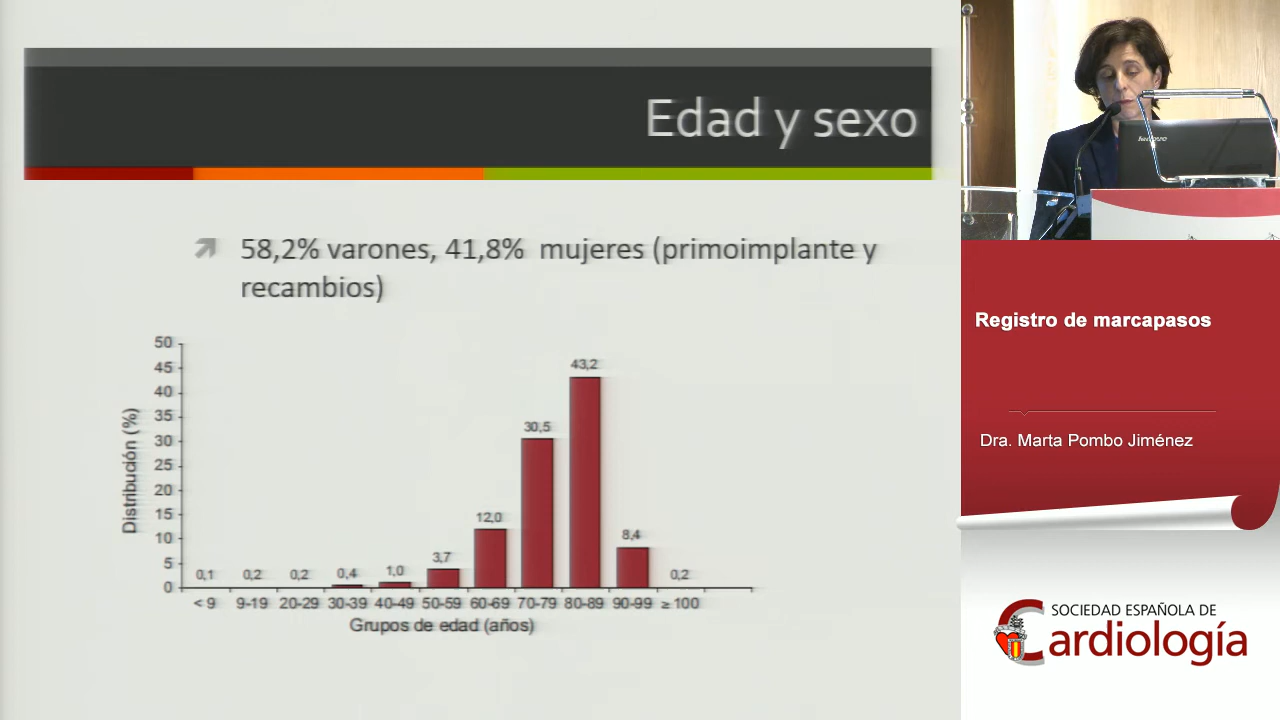 Edad y sexo
58,2% varones, 41,8% mujeres (primoimplante y
recambios)
Distribución (%)
50
45
40
35
30
25
20
15
10
5
0
0,1
0,2
0,2
0,4
1,0
3,7
12,0
30,5
43,2
8,4
0,2
< 9 9-19 20-29 30-39 40-49 50-59 60-69 70-79 80-89 90-99 ≥ 100
Grupos de edad (años)
lenovo
Registro de marcapasos
Dra. Marta Pombo Jiménez
SOCIEDAD ESPAÑOLA DE
Cardiología